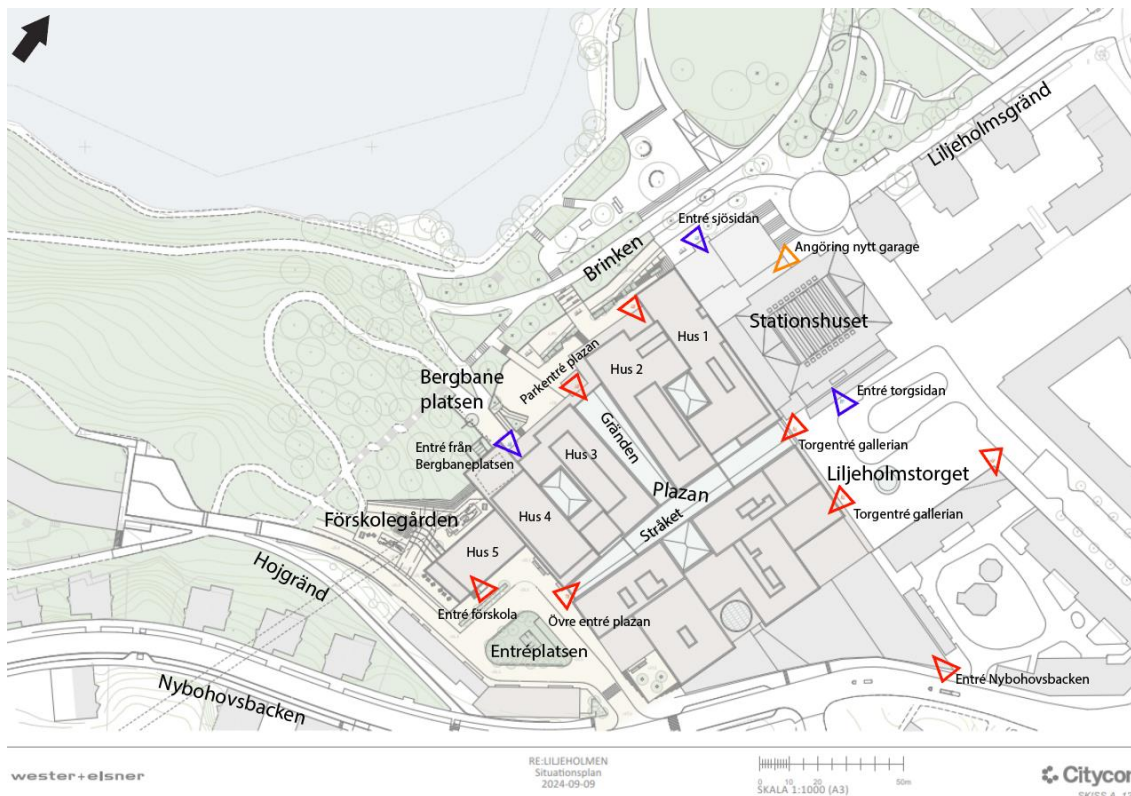 Liljeholmsgränd
Entré sjösidan
Angöring nytt garage
Brinken
Stationshuset
Hus 1
Hus 2
Parkentré plazan
Bergbane
platsen
Entré torgsidan
Gränden
Torgentré gallerian
Entré från
Bergbaneplatsen
Hus 3
Liljeholmstorget
Plazan
Torgentré gallerian
Stråket
Förskolegården
Hus 4
Hus 5
Hojgränd
Entré förskola
Övre entré plazan
Entréplatsen
Entré Nybohovsbacken
Nybohovsbacken
wester+elsner
RE:LILJEHOLMEN
Situationsplan
2024-09-09
0 10 20 50m
SKALA 1:1000 (A3)
Citycon